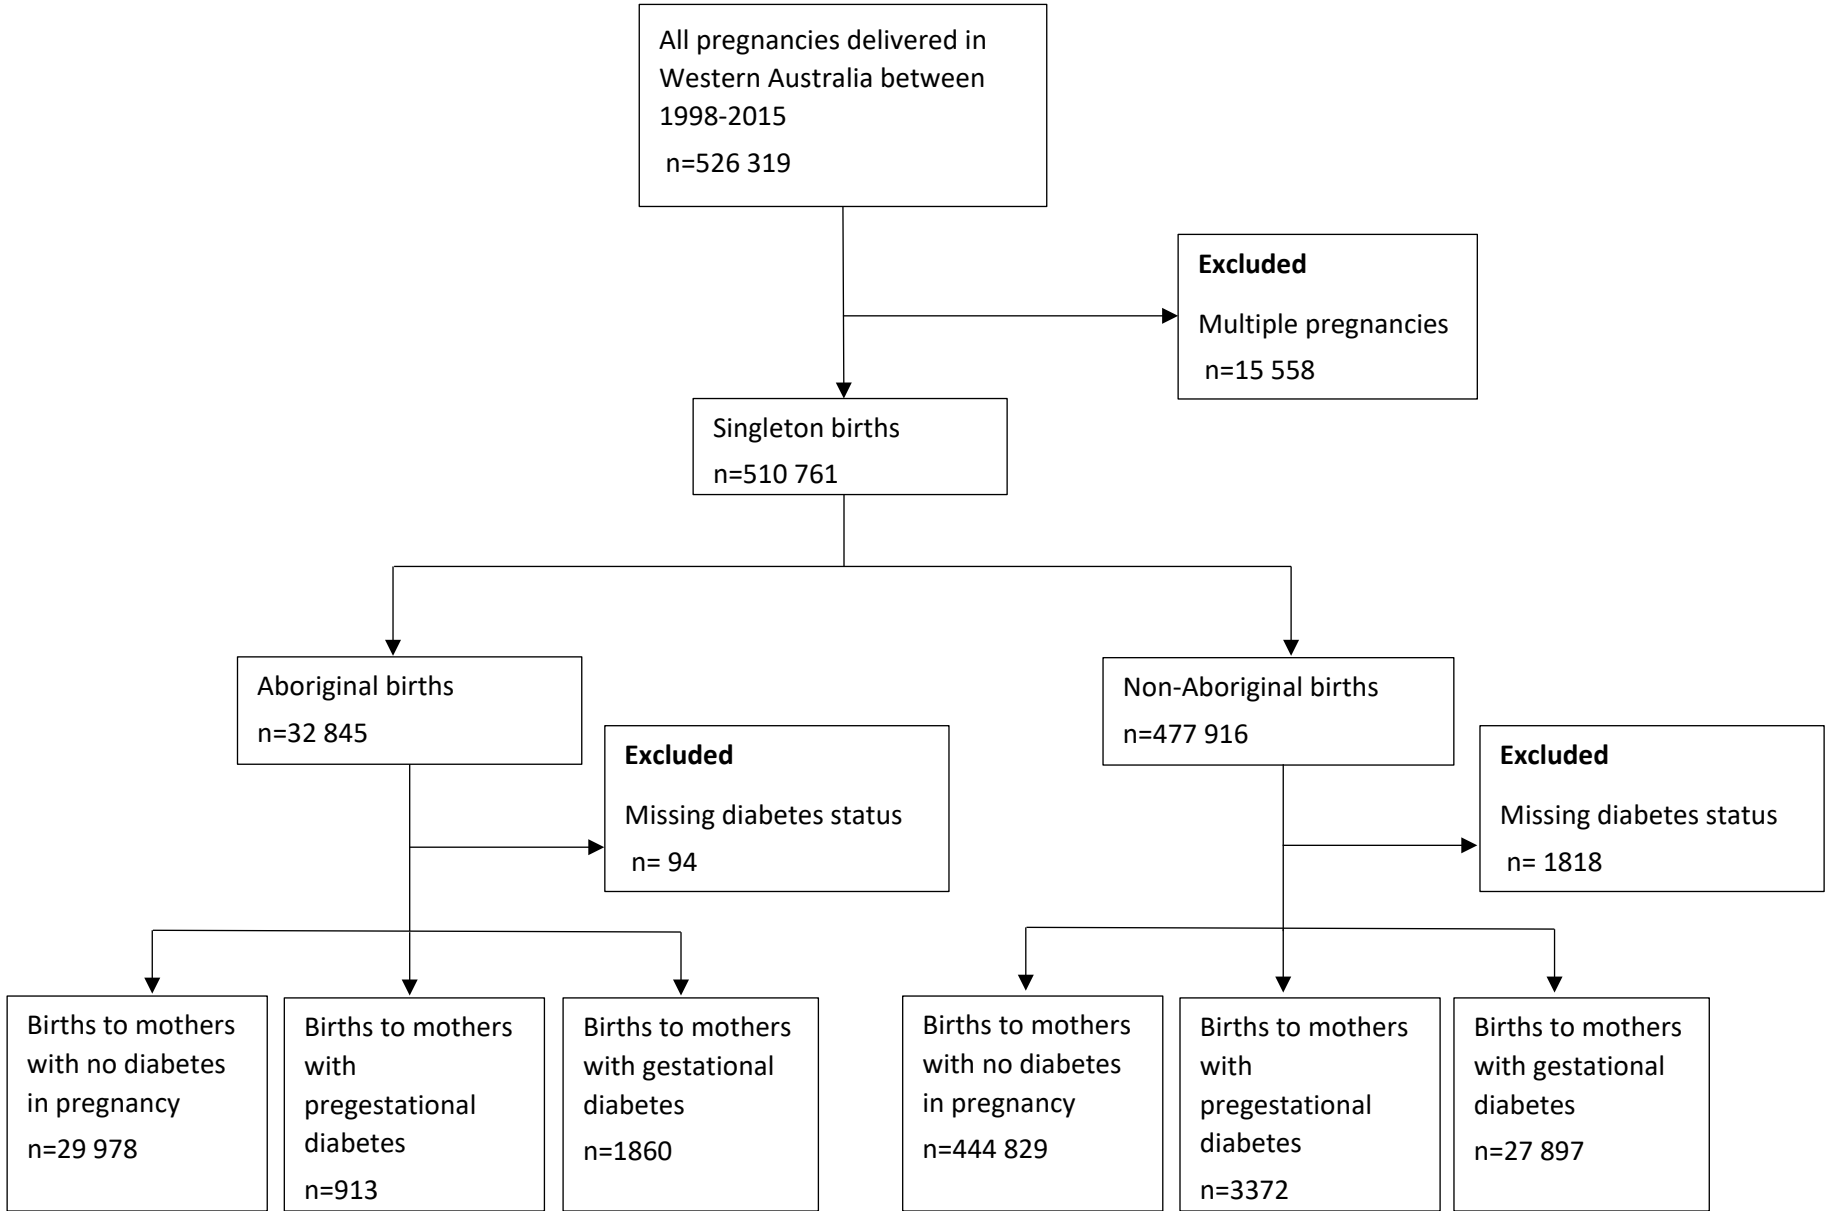 All pregnancies delivered in
Western Australia between
1998-2015
n=526 319
Excluded
Multiple pregnancies
n=15 558
Singleton births
n=510 761
Aboriginal births
n=32 845
Excluded
Missing diabetes status
n= 94
Non-Aboriginal births
n=477 916
Excluded
Missing diabetes status
n= 1818
Births to mothers
with no diabetes
in pregnancy
n=29 978
Births to mothers
with
pregestational
diabetes
n=913
Births to mothers
with gestational
diabetes
n=1860
Births to mothers
with no diabetes
in pregnancy
n=444 829
Births to mothers
with
pregestational
diabetes
n=3372
Births to mothers
with gestational
diabetes
n=27 897